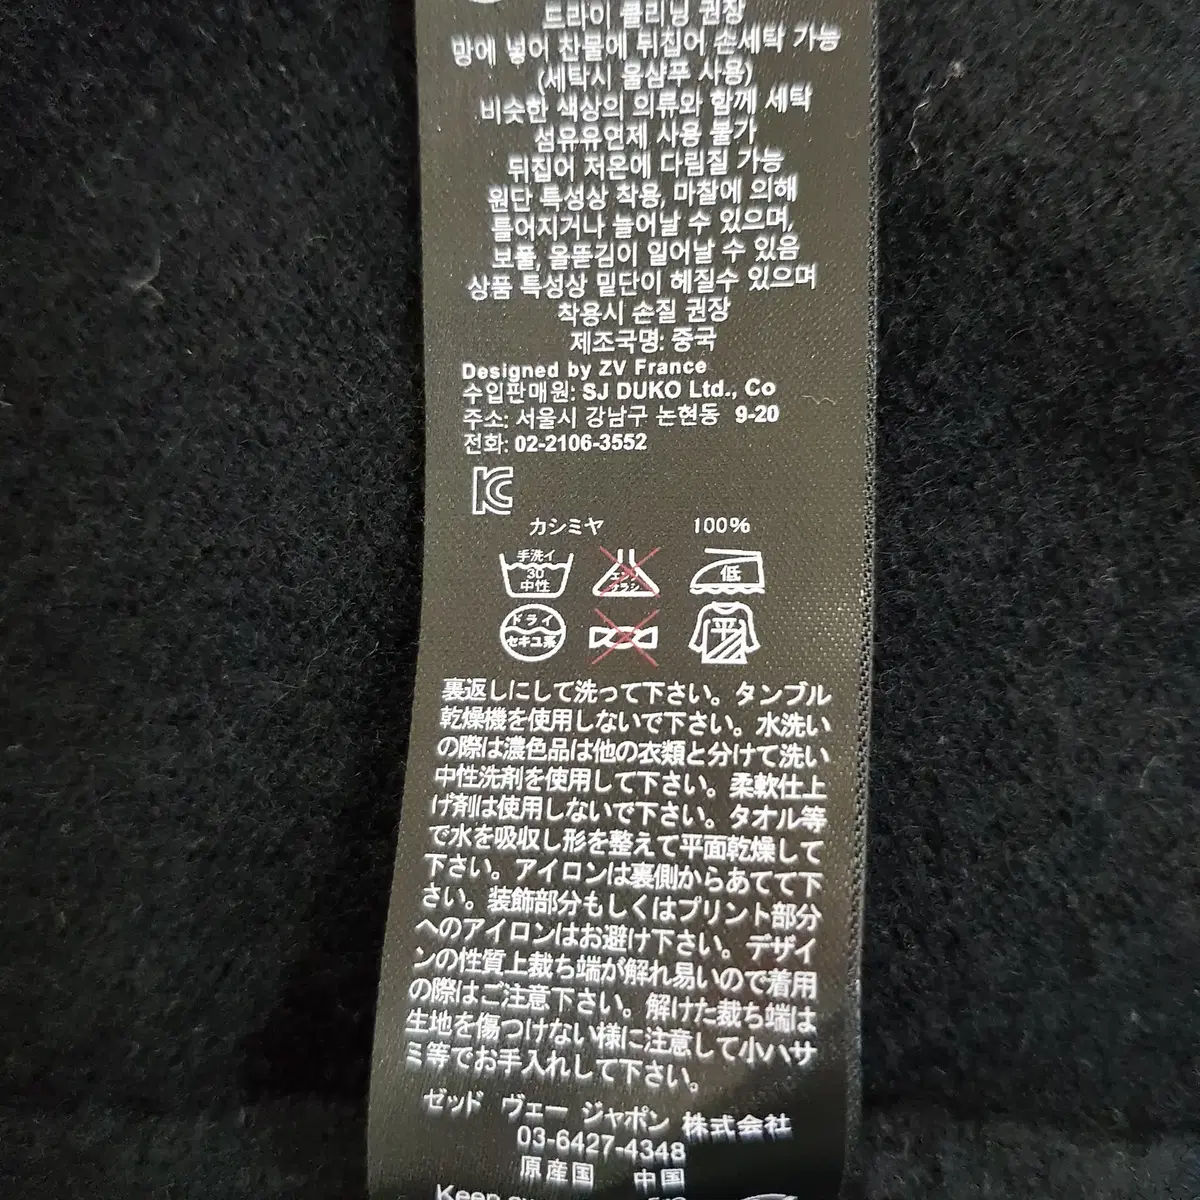 드라이 클리닝 권장
망에 넣어 찬물에 뒤집어 손세탁 가능
(세탁시 울샴푸 사용)
비슷한 색상의 의류와 함께 세탁
섬유유연제 사용 불가
뒤집어 저온에 다림질 가능
원단 특성상 착용, 마찰에 의해
틀어지거나 늘어날 수 있으며,
보풀, 올뜯김이 일어날 수 있음
상품 특성상 밑단이 헤질수 있으며
착용시 손질 권장
제조국명: 중국
Designed by ZV France
수입판매원: SJ DUKO Ltd., Co
주소: 서울시 강남구 논현동 9-20
전화: 02-2106-3552
KC
カシミヤ 100%
手洗イ
30
中性
エンソ
サラシ
低
ドライ
セキユ系
平
裏返しにして洗って下さい。タンブル
乾燥機を使用しないで下さい。水洗い
の際は濃色品は他の衣類と分けて洗い
中性洗剤を使用して下さい。柔軟仕上
げ剤は使用しないで下さい。タオル等
で水を吸収し形を整えて平面乾燥して
下さい。アイロンは裏側からあてて下
さい。装飾部分もしくはプリント部分
へのアイロンはお避け下さい。デザイ
ンの性質上裁ち端が解れ易いので着用
の際はご注意下さい。解けた裁ち端は
生地を傷つけない様に注意して小ハサ
ミ等でお手入れして下さい。
ゼッド ヴェー ジャポン 株式会社
03-6427-4348
原産国 中国
Keep